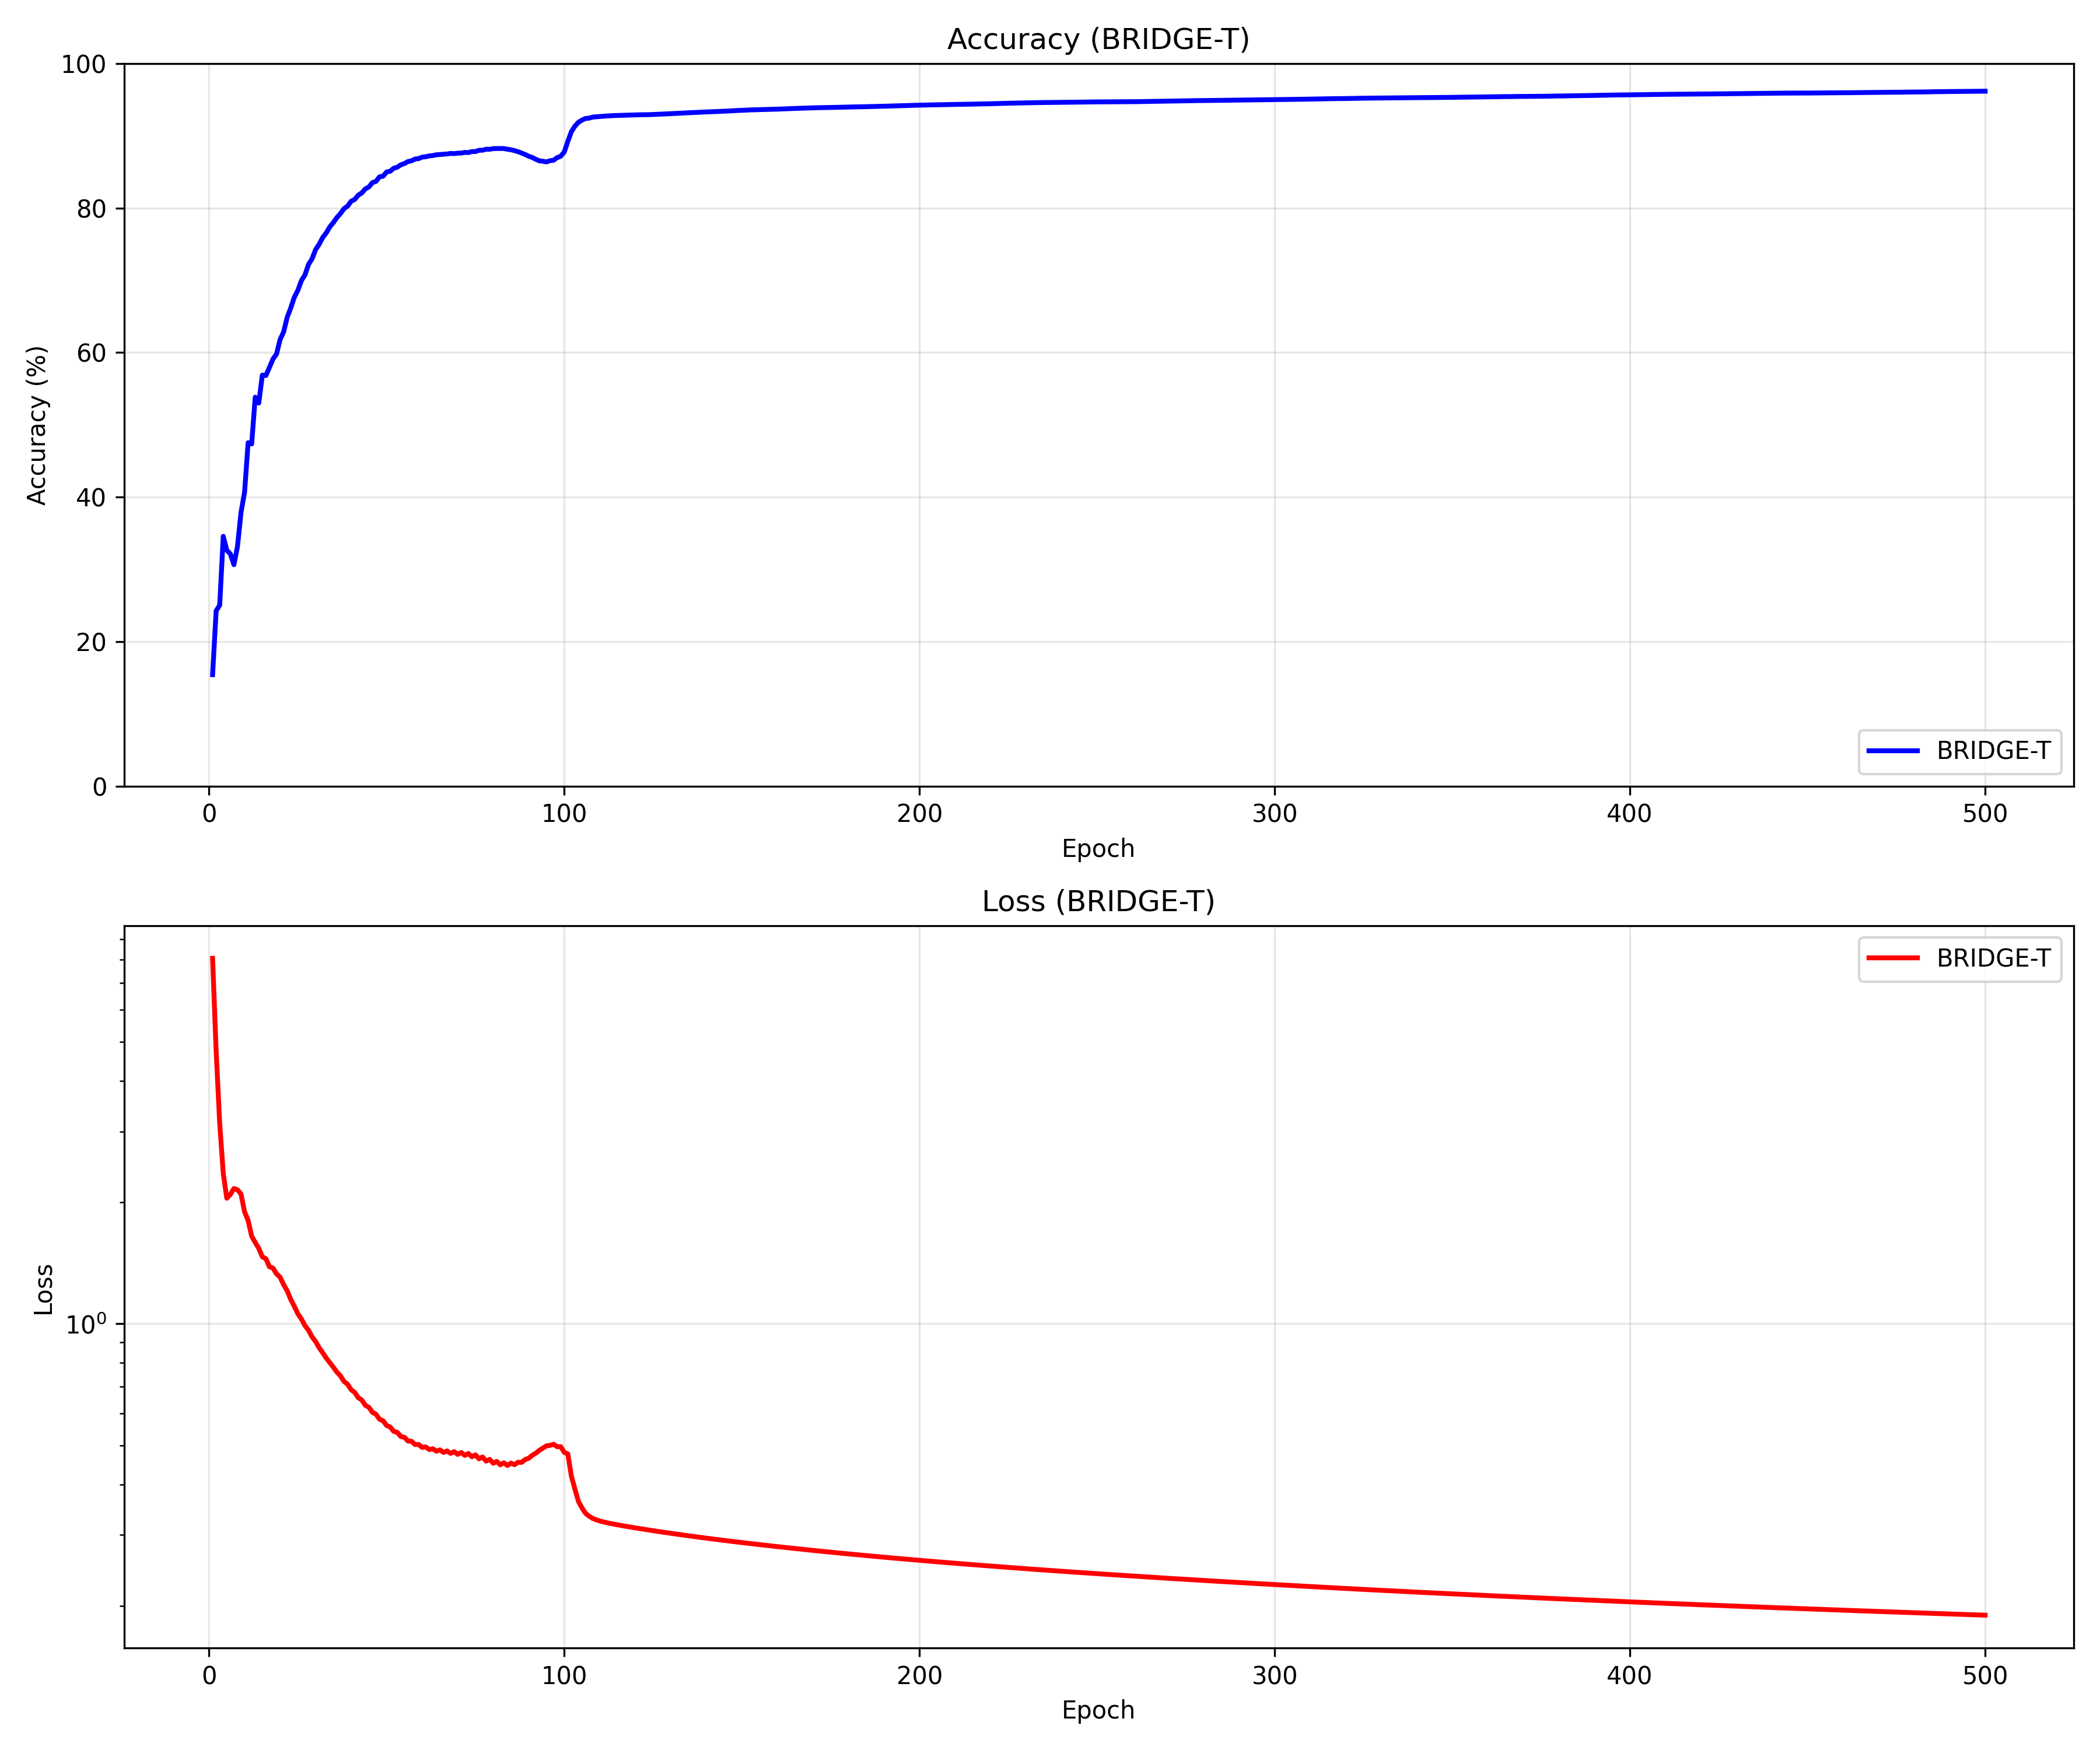 Accuracy (BRIDGE-T)
100
80
60
40
20
0
Accuracy (%)
BRIDGE-T
0 100 200 300 400 500
Epoch
Loss (BRIDGE-T)
BRIDGE-T
10⁰
Loss
0 100 200 300 400 500
Epoch